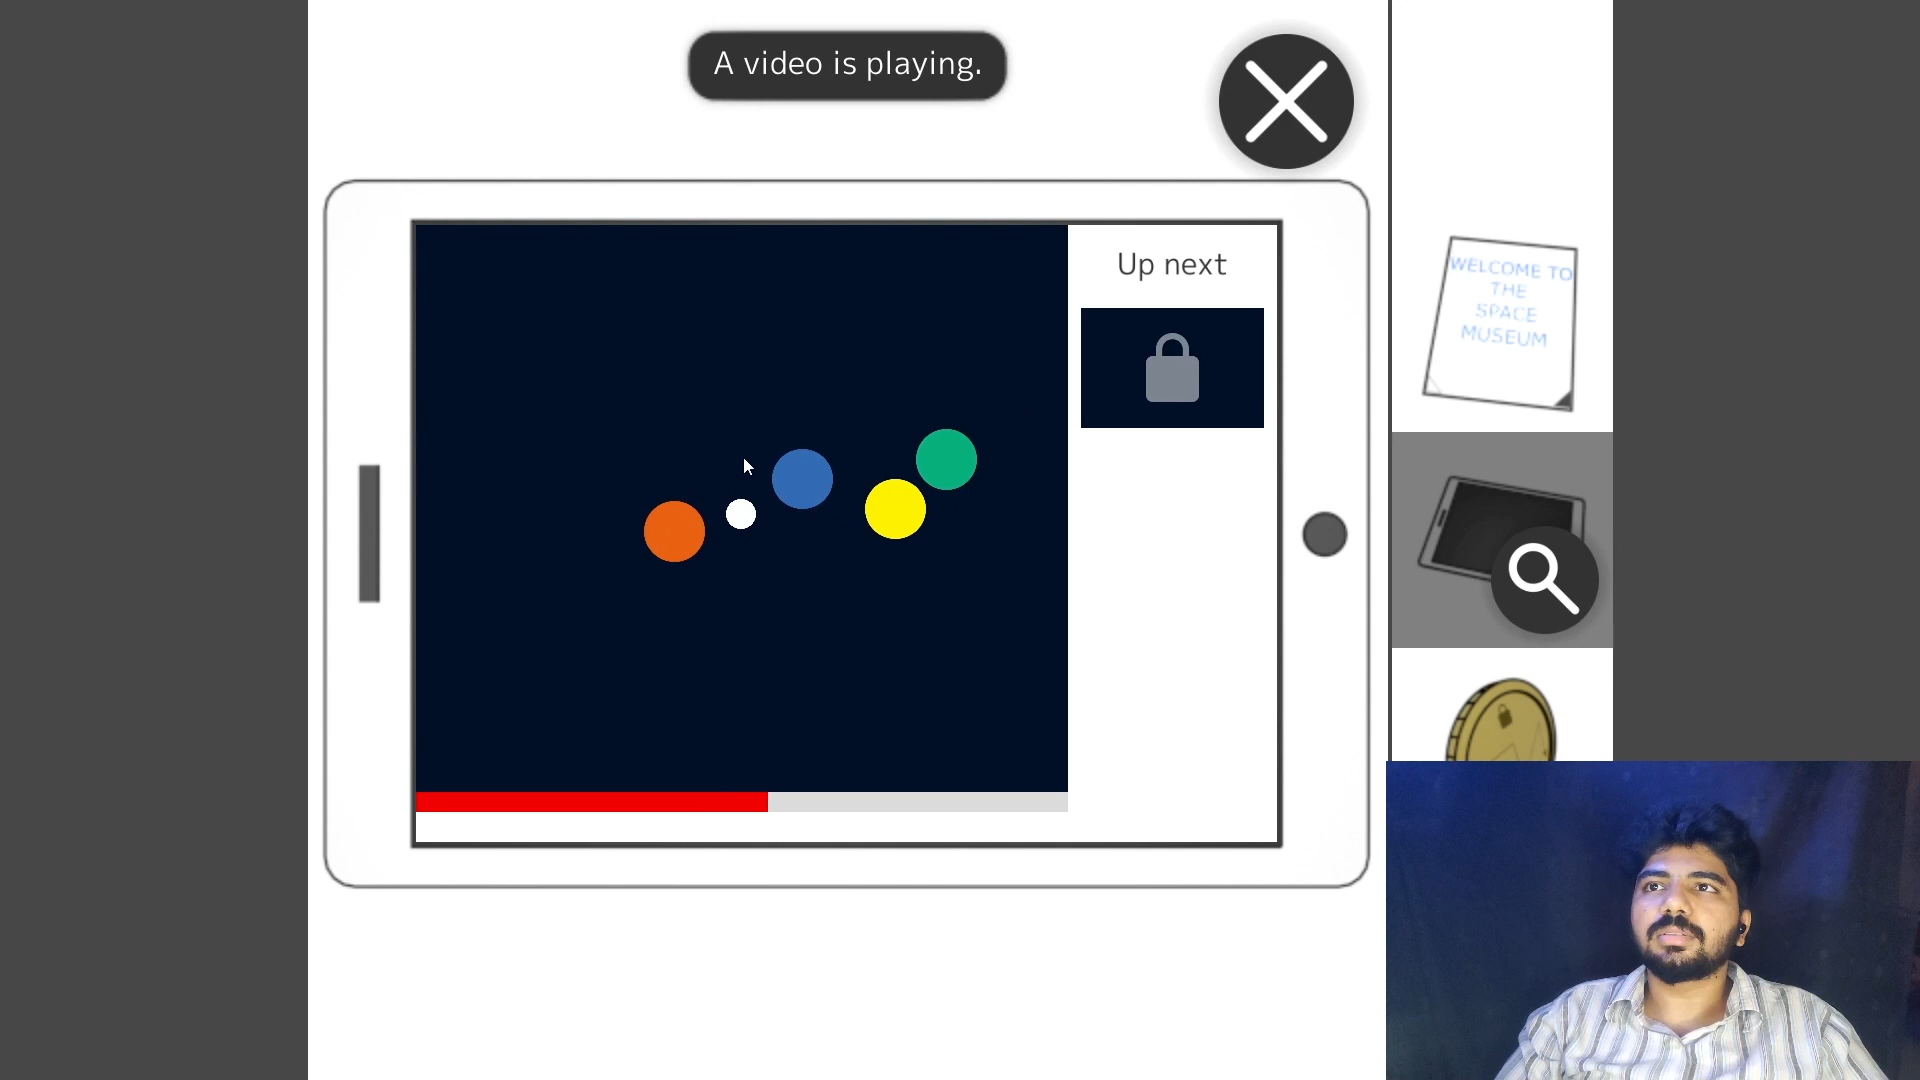 A video is playing.
Up next
WELCOME TO
THE
SPACE
MUSEUM